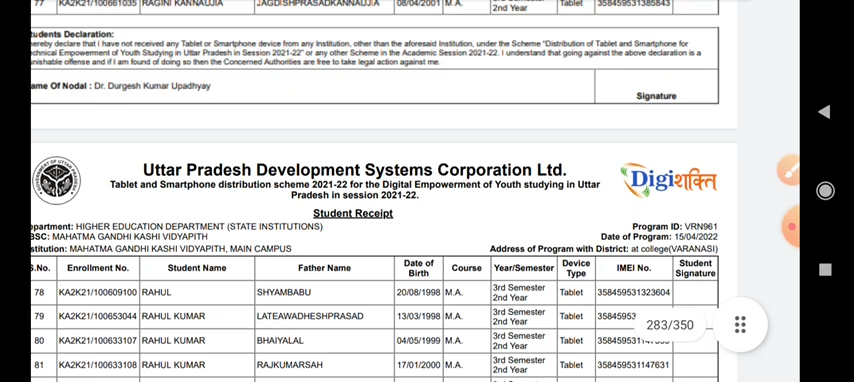 77 KA2K21/100661035 RAGINI KANNAUJIA JAGDISHPRASADKANNAUJIA 08/04/2001 M.A. 2nd Year Tablet 358459531385843
tudents Declaration:
hereby declare that I have not received any Tablet or Smartphone device from any Institution, other than the aforesaid Institution, under the Scheme "Distribution of Tablet and Smartphone for
echnical Empowerment of Youth Studying in Uttar Pradesh in Session 2021-22" or any other Scheme in the Academic Session 2021-22. I understand that going against the above declaration is a
unishable offense and if I am found of doing so then the Concerned Authorities are free to take legal action against me.
ame Of Nodal : Dr. Durgesh Kumar Upadhyay
Signature
Uttar Pradesh Development Systems Corporation Ltd.
Digiशक्ति
Tablet and Smartphone distribution scheme 2021-22 for the Digital Empowerment of Youth studying in Uttar
Pradesh in session 2021-22.
Student Receipt
epartment: HIGHER EDUCATION DEPARTMENT (STATE INSTITUTIONS) Program ID: VRN961
BSC: MAHATMA GANDHI KASHI VIDYAPITH Date of Program: 15/04/2022
stitution: MAHATMA GANDHI KASHI VIDYAPITH, MAIN CAMPUS Address of Program with District: at college(VARANASI)
S.No. Enrollment No. Student Name Father Name Date of Birth Course Year/Semester Device Type IMEI No. Student Signature
78 KA2K21/100609100 RAHUL SHYAMBABU 20/08/1998 M.A. 3rd Semester 2nd Year Tablet 358459531323604
79 KA2K21/100653044 RAHUL KUMAR LATEAWADHESHPRASAD 13/03/1998 M.A. 3rd Semester 2nd Year Tablet
80 KA2K21/100633107 RAHUL KUMAR BHAIYALAL 04/05/1999 M.A. 3rd Semester 2nd Year Tablet
283/350
81 KA2K21/100633108 RAHUL KUMAR RAJKUMARSAH 17/01/2000 M.A. 3rd Semester 2nd Year Tablet 358459531147631